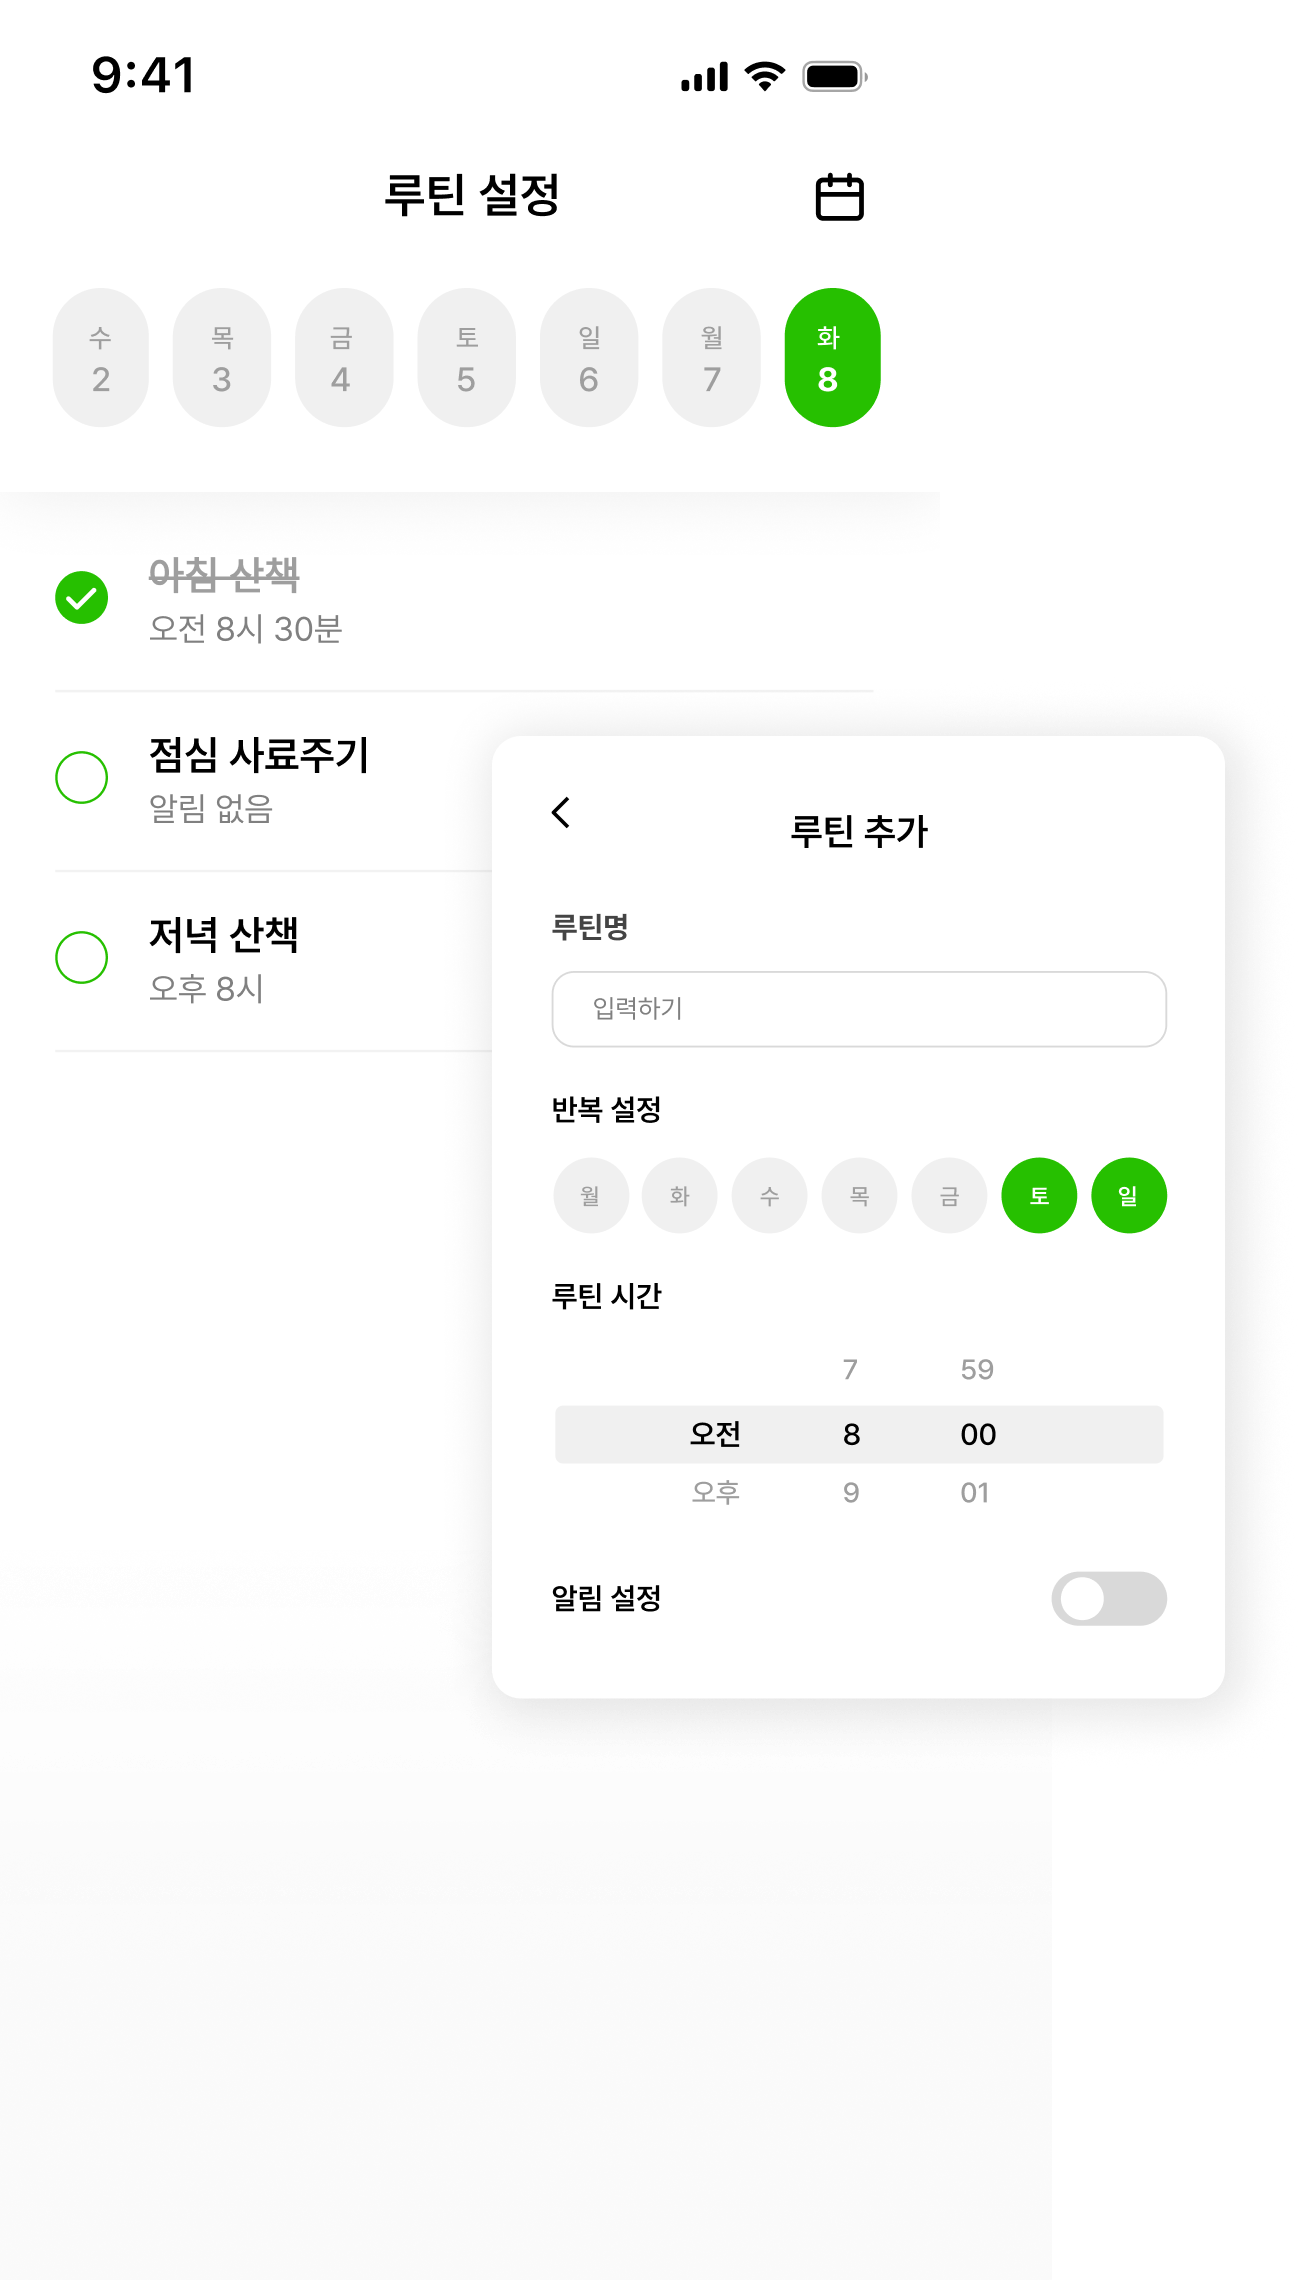 9:41
루틴 설정
수 목 금 토 일 월 화
2 3 4 5 6 7 8
아침 산책
오전 8시 30분
점심 사료주기
알림 없음
저녁 산책
오후 8시
루틴 추가
루틴명
입력하기
반복 설정
월 화 수 목 금 토 일
루틴 시간
7 59
오전 8 00
오후 9 01
알림 설정